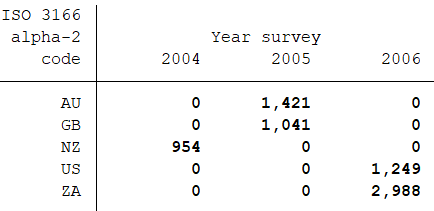 ISO 3166
alpha-2 Year survey
code 2004 2005 2006
AU 0 1,421 0
GB 0 1,041 0
NZ 954 0 0
US 0 0 1,249
ZA 0 0 2,988